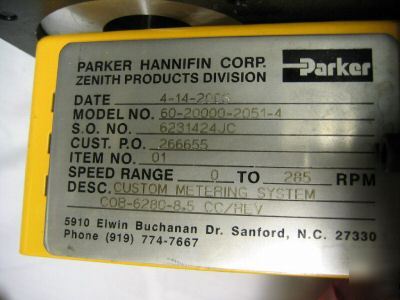 PARKER HANNIFIN CORP.
ZENITH PRODUCTS DIVISION
Parker
DATE 4-14-2005
MODEL NO. 60-20000-2051-4
S.O. NO. 6231424JC
CUST. P.O. 266655
ITEM NO. 01
SPEED RANGE 0 TO 285 RPM
DESC. CUSTOM METERING SYSTEM
COB-6280-8.5 CC/REV
5910 Elwin Buchanan Dr. Sanford, N.C. 27330
Phone (919) 774-7667